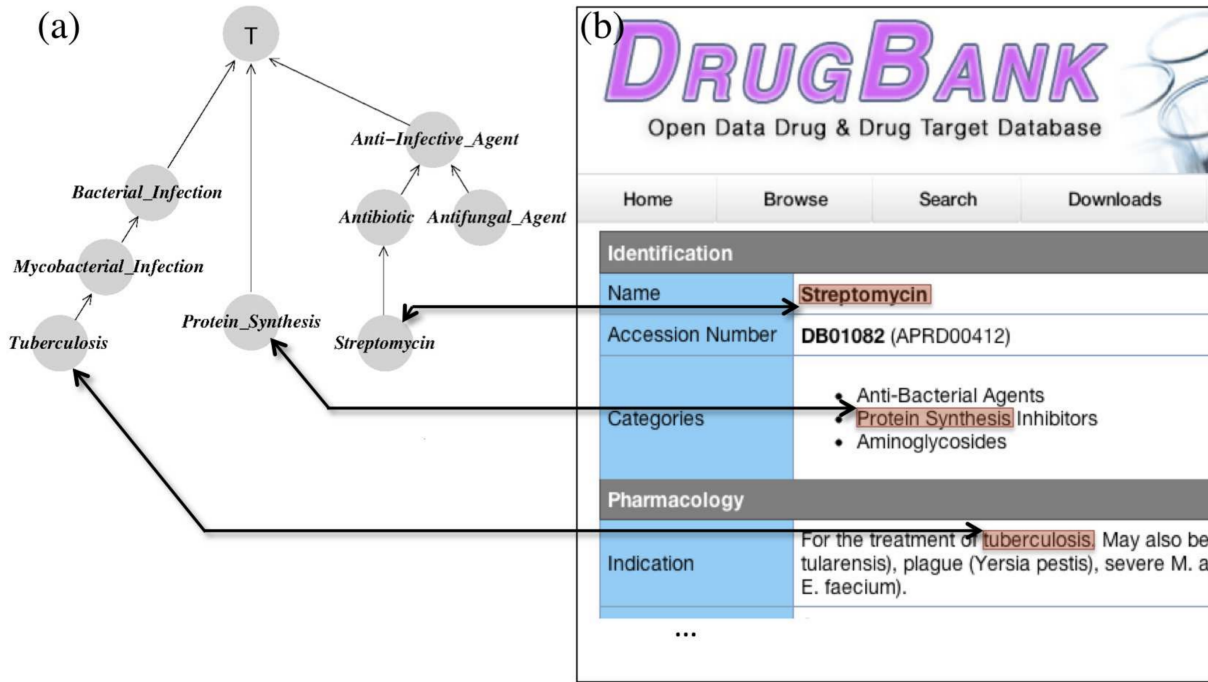 (a)
T
Anti-Infective_Agent
Bacterial_Infection
Antibiotic
Antifungal_Agent
Mycobacterial_Infection
Tuberculosis
Protein_Synthesis
Streptomycin
(b)
DRUGBANK
Open Data Drug & Drug Target Database
Home Browse Search Downloads
Identification
Name Streptomycin
Accession Number DB01082 (APRD00412)
Categories
• Anti-Bacterial Agents
• Protein Synthesis Inhibitors
• Aminoglycosides
Pharmacology
Indication
For the treatment of tuberculosis. May also be
tularensis), plague (Yersia pestis), severe M. a
E. faecium).
...